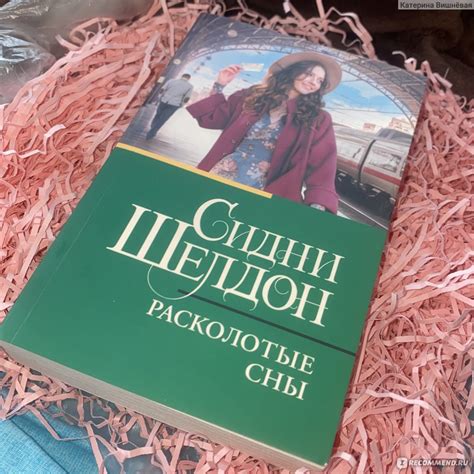 Катерина Вишнёвая
СИДНИ
ШЕЛДОН
РАСКОЛОТЫЕ
СНЫ
RECOMMEND.RU